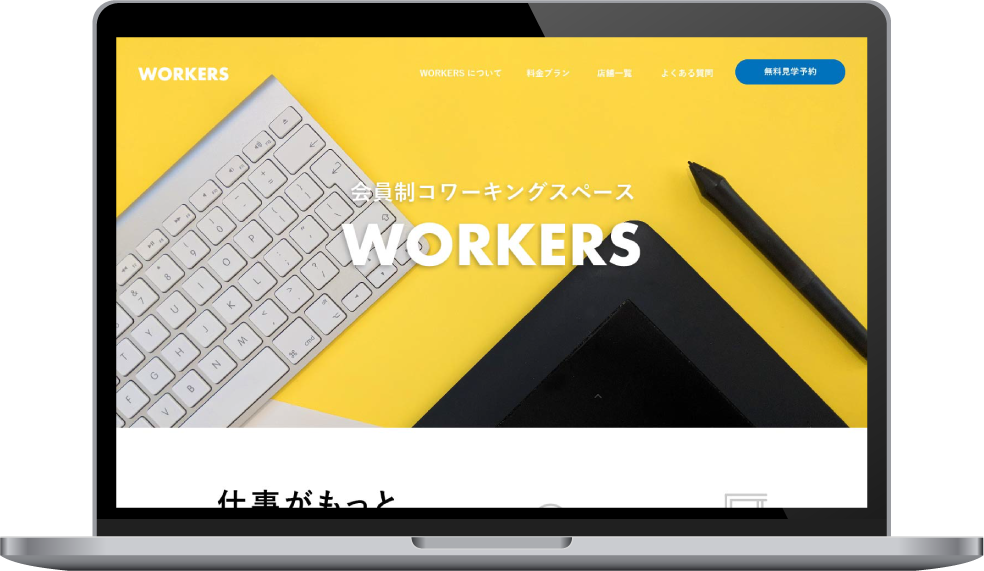 WORKERS
WORKERS について 料金プラン 店舗一覧 よくある質問 無料見学予約
会員制コワーキングスペース
WORKERS
仕事がもっと